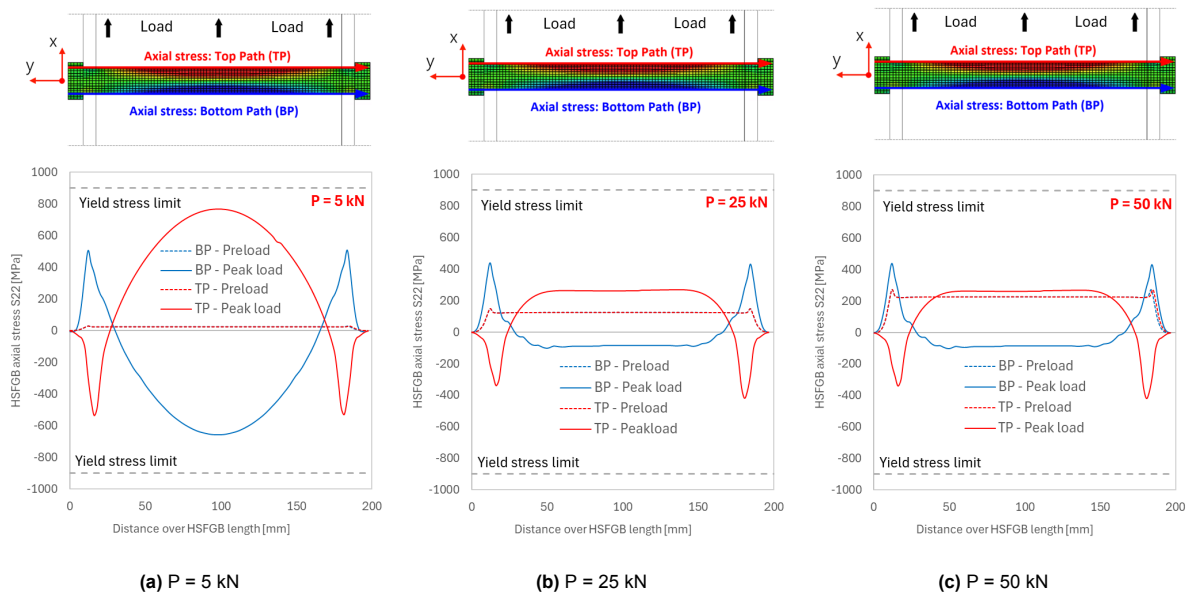 Load Load
x
Axial stress: Top Path (TP)
y
Axial stress: Bottom Path (BP)
1000
800
600
400
200
0
-200
-400
-600
-800
-1000
HSFGB axial stress S22 [MPa]
Yield stress limit
P = 5 kN
BP - Preload
BP - Peak load
TP - Preload
TP - Peak load
Yield stress limit
0 50 100 150 200
Distance over HSFGB length [mm]
(a) P = 5 kN
Load Load
x
Axial stress: Top Path (TP)
y
Axial stress: Bottom Path (BP)
1000
800
600
400
200
0
-200
-400
-600
-800
-1000
HSFGB axial stress S22 [MPa]
Yield stress limit
P = 25 kN
BP - Preload
BP - Peak load
TP - Preload
TP - Peakload
Yield stress limit
0 50 100 150 200
Distance over HSFGB length [mm]
(b) P = 25 kN
Load Load
x
Axial stress: Top Path (TP)
y
Axial stress: Bottom Path (BP)
1000
800
600
400
200
0
-200
-400
-600
-800
-1000
HSFGB axial stress S22 [MPa]
Yield stress limit
P = 50 kN
BP - Preload
BP - Peak load
TP - Preload
TP - Peak load
Yield stress limit
0 50 100 150 200
Distance over HSFGB length [mm]
(c) P = 50 kN